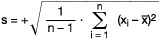 s = +√( 1/(n − 1) · Σ_{i = 1}^{n} (xᵢ − x̅)² )